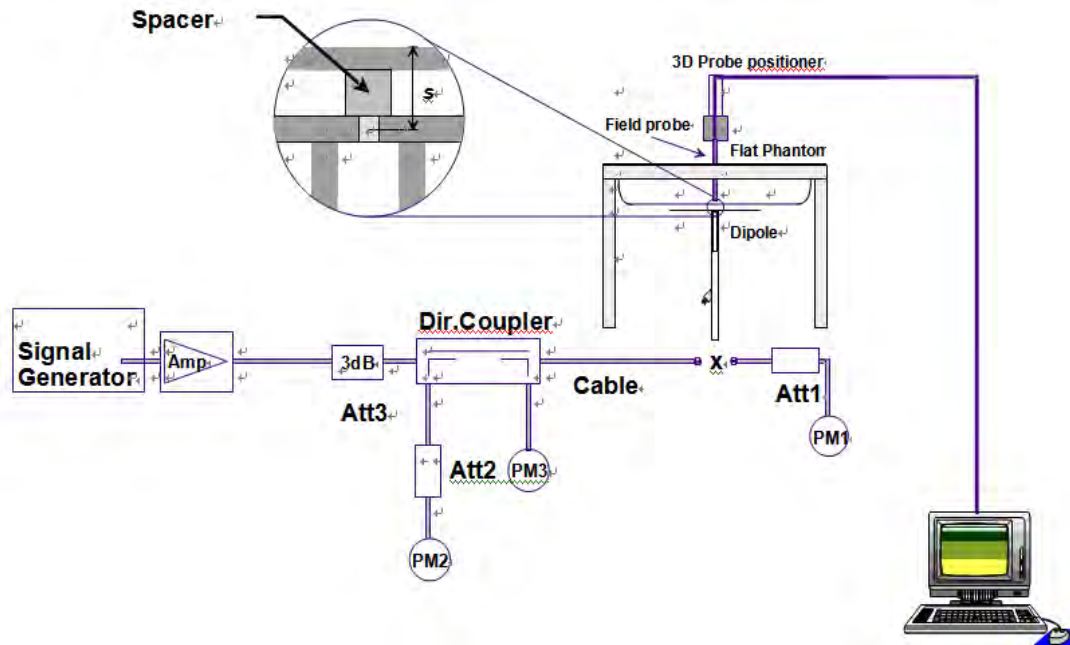 Spacer
s
3D Probe positioner
Field probe
Flat Phantom
Dipole
Signal
Generator
Amp
3dB
Att3
Dir.Coupler
Cable
X
Att1
PM1
Att2
PM3
PM2